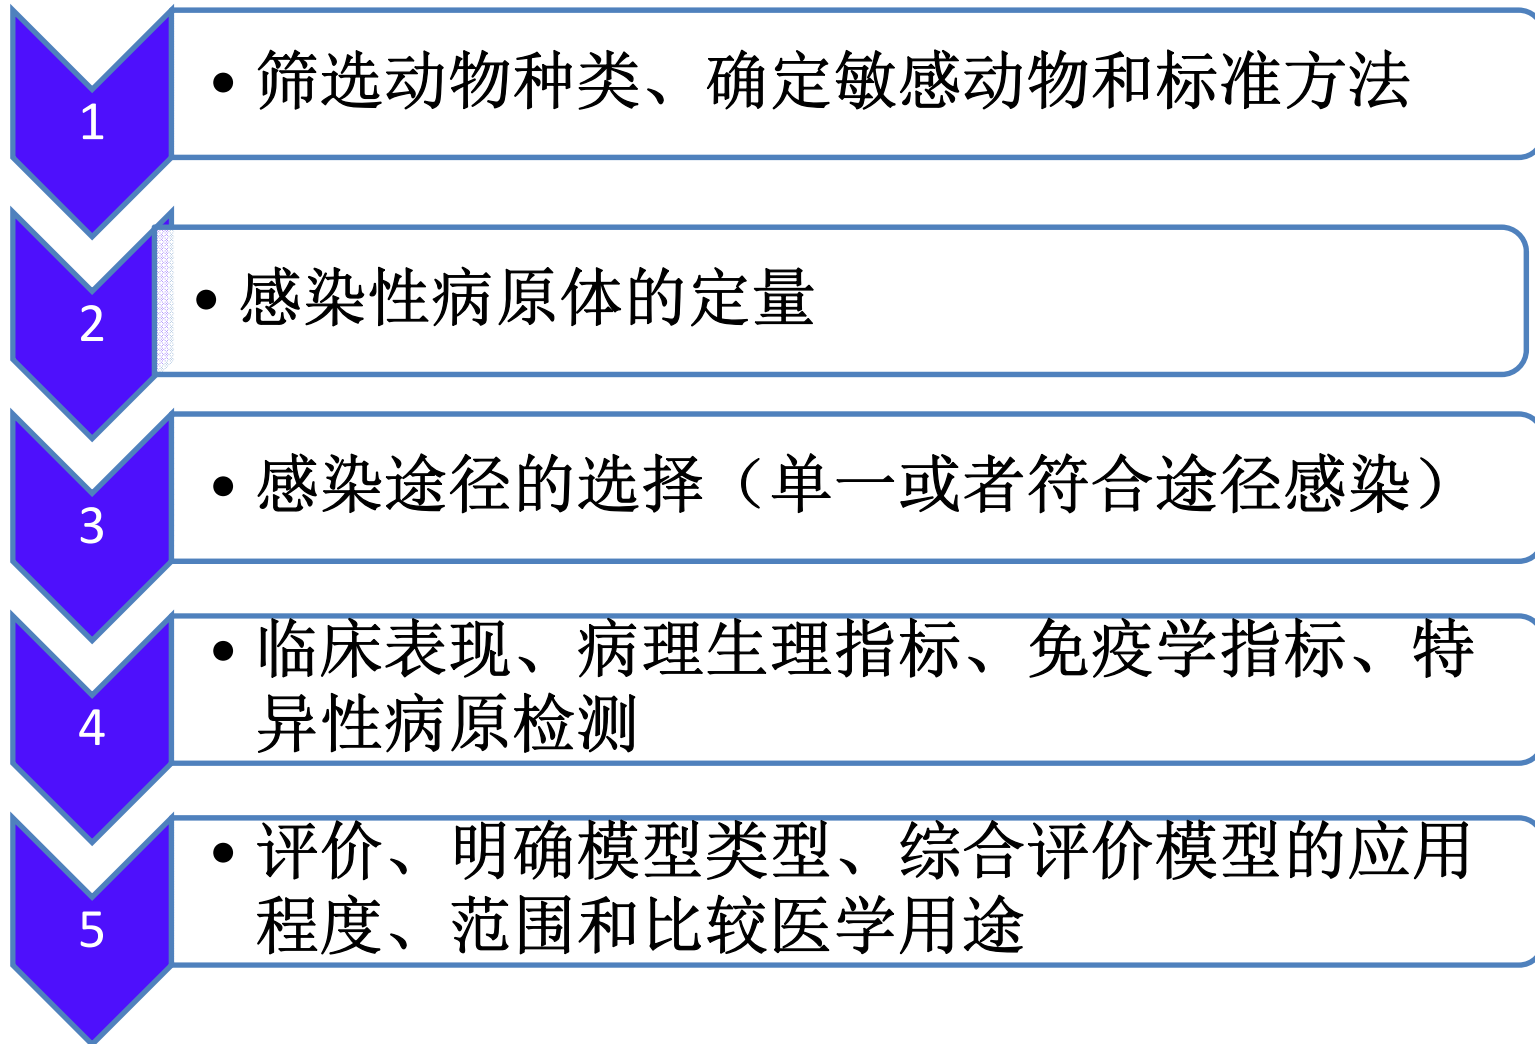 1
• 筛选动物种类、确定敏感动物和标准方法
2
• 感染性病原体的定量
3
• 感染途径的选择（单一或者符合途径感染）
4
• 临床表现、病理生理指标、免疫学指标、特
异性病原检测
5
• 评价、明确模型类型、综合评价模型的应用
程度、范围和比较医学用途